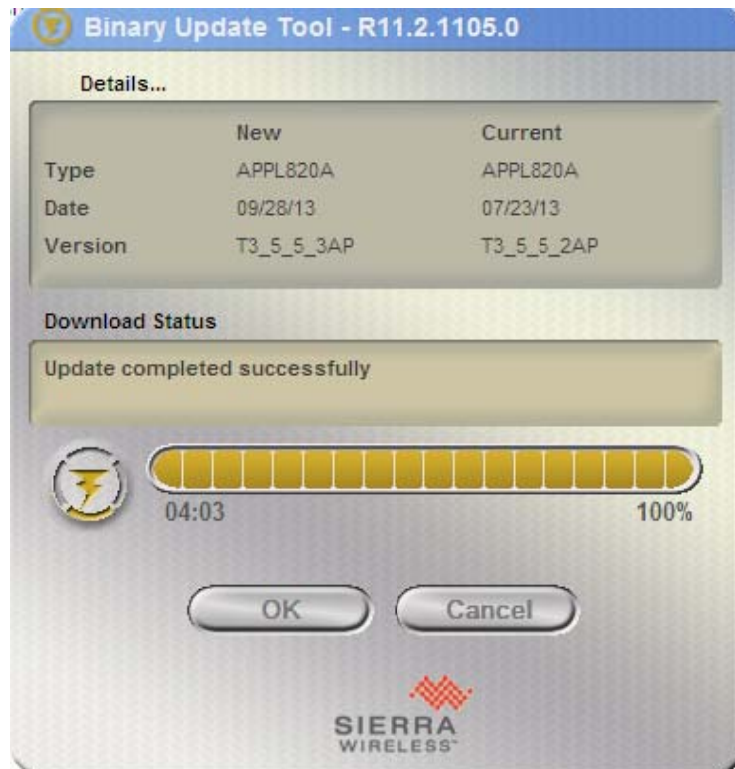 Binary Update Tool - R11.2.1105.0
Details...
New Current
Type APPL820A APPL820A
Date 09/28/13 07/23/13
Version T3_5_5_3AP T3_5_5_2AP
Download Status
Update completed successfully
04:03 100%
OK Cancel
SIERRA
WIRELESS™